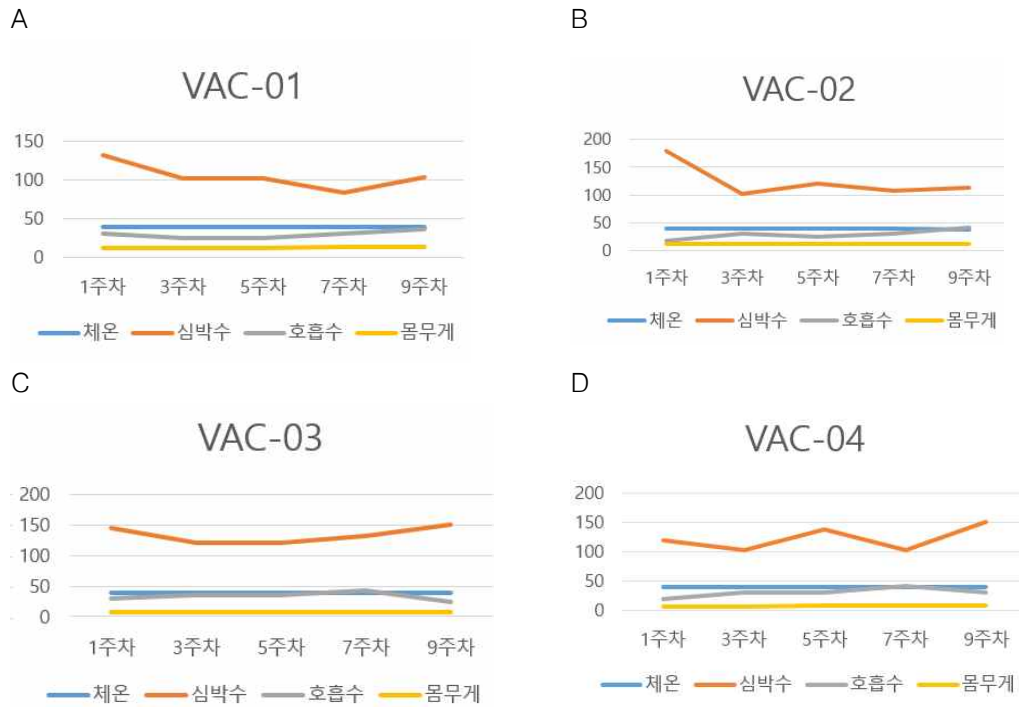 A
VAC-01
150
100
50
0
1주차 3주차 5주차 7주차 9주차
체온 심박수 호흡수 몸무게
B
VAC-02
200
150
100
50
0
1주차 3주차 5주차 7주차 9주차
체온 심박수 호흡수 몸무게
C
VAC-03
200
150
100
50
0
1주차 3주차 5주차 7주차 9주차
체온 심박수 호흡수 몸무게
D
VAC-04
200
150
100
50
0
1주차 3주차 5주차 7주차 9주차
체온 심박수 호흡수 몸무게